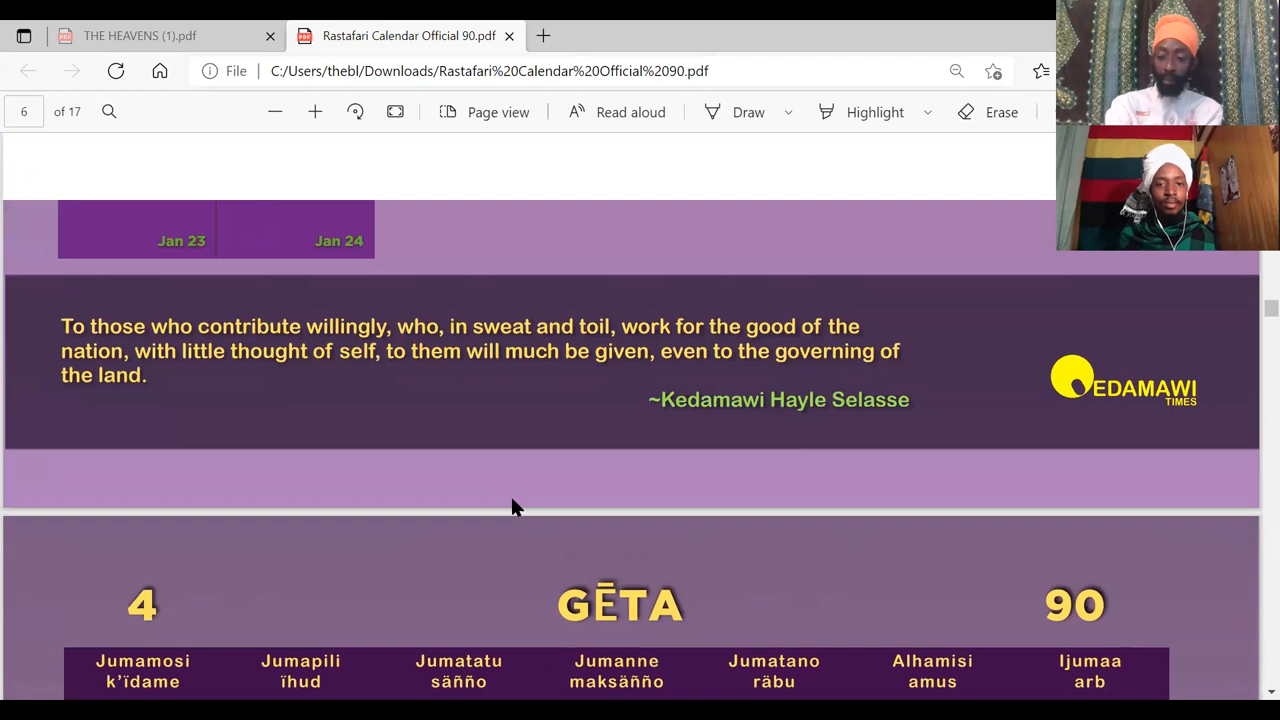 THE HEAVENS (1).pdf
Rastafari Calendar Official 90.pdf
File
C:/Users/thebl/Downloads/Rastafari%20Calendar%20Official%2090.pdf
6 of 17
Page view
Read aloud
Draw
Highlight
Erase
Jan 23
Jan 24
To those who contribute willingly, who, in sweat and toil, work for the good of the
nation, with little thought of self, to them will much be given, even to the governing of
the land.
~Kedamawi Hayle Selasse
QEDAMAWI
TIMES
4 GĒTA 90
Jumamosi Jumapili Jumatatu Jumanne Jumatano Alhamisi Ijumaa
k'ïdame ïhud säñño maksäñño räbu amus arb